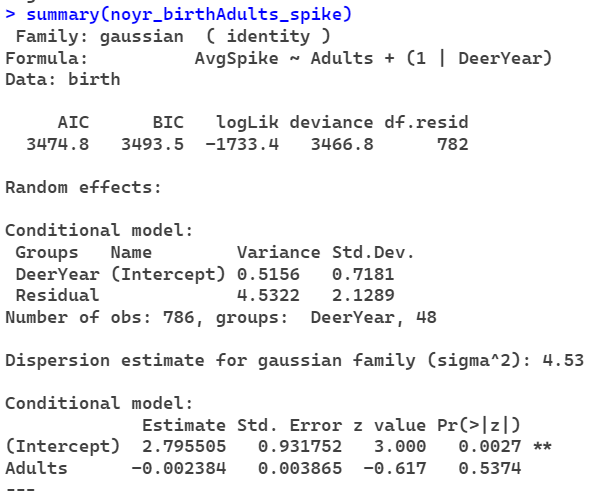 > summary(noyr_birthAdults_spike)
 Family: gaussian  ( identity )
Formula:          AvgSpike ~ Adults + (1 | DeerYear)
Data: birth

     AIC      BIC   logLik deviance df.resid
  3474.8   3493.5  -1733.4   3466.8      782

Random effects:

Conditional model:
 Groups   Name        Variance Std.Dev.
 DeerYear (Intercept) 0.5156   0.7181
 Residual             4.5322   2.1289
Number of obs: 786, groups:  DeerYear, 48

Dispersion estimate for gaussian family (sigma^2): 4.53

Conditional model:
             Estimate Std. Error z value Pr(>|z|)
(Intercept)  2.795505   0.931752   3.000   0.0027 **
Adults      -0.002384   0.003865  -0.617   0.5374
---